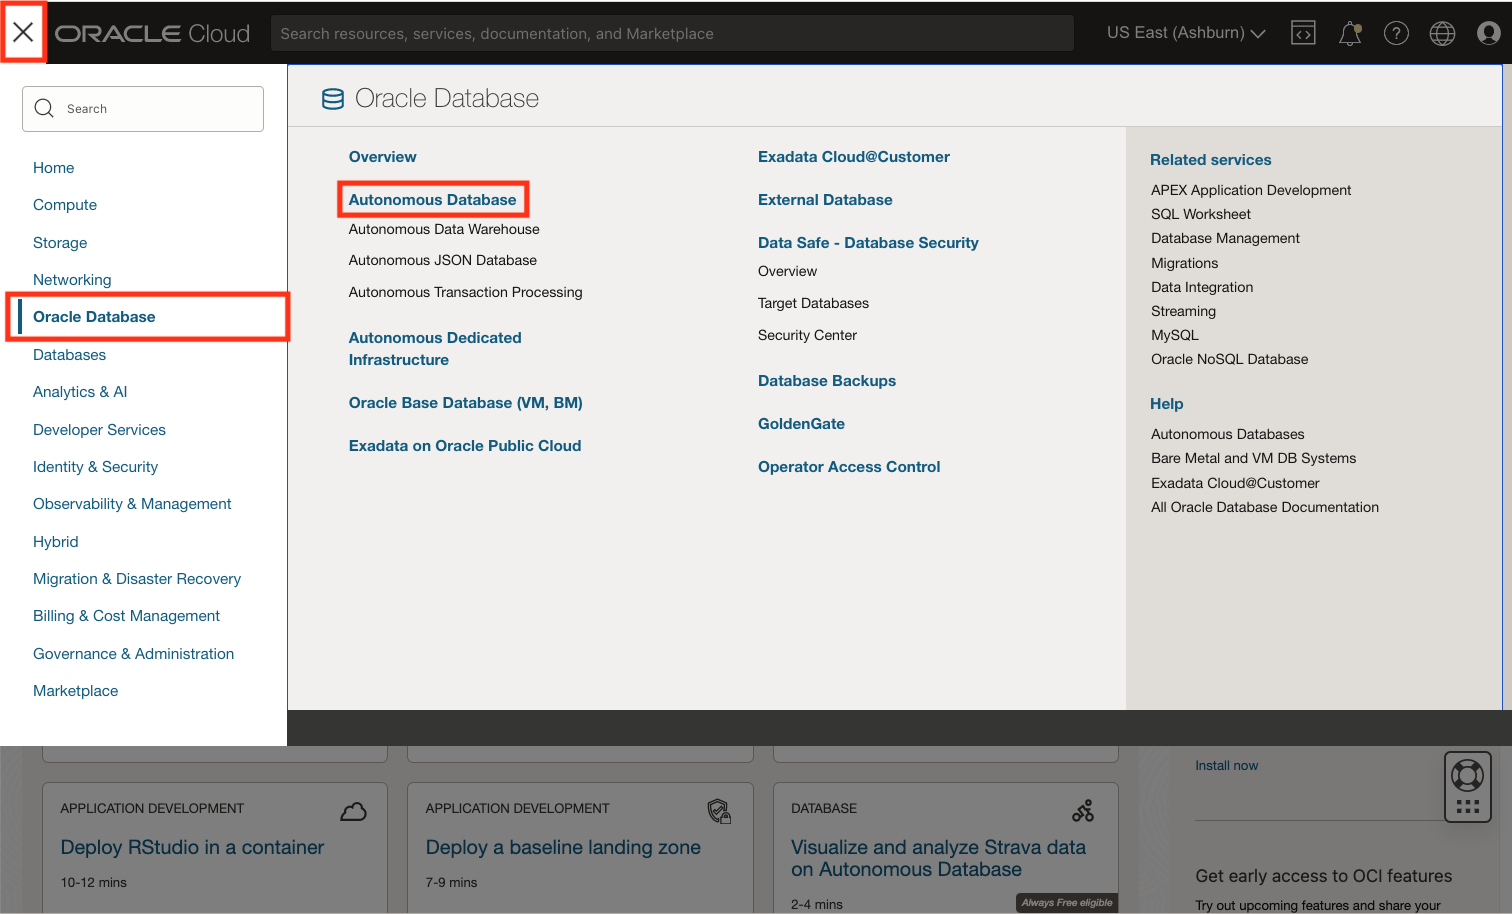 ORACLE Cloud
Search resources, services, documentation, and Marketplace
US East (Ashburn)
Search
Home
Compute
Storage
Networking
Oracle Database
Databases
Analytics & AI
Developer Services
Identity & Security
Observability & Management
Hybrid
Migration & Disaster Recovery
Billing & Cost Management
Governance & Administration
Marketplace
Oracle Database
Overview
Autonomous Database
Autonomous Data Warehouse
Autonomous JSON Database
Autonomous Transaction Processing
Autonomous Dedicated
Infrastructure
Oracle Base Database (VM, BM)
Exadata on Oracle Public Cloud
Exadata Cloud@Customer
External Database
Data Safe - Database Security
Overview
Target Databases
Security Center
Database Backups
GoldenGate
Operator Access Control
Related services
APEX Application Development
SQL Worksheet
Database Management
Migrations
Data Integration
Streaming
MySQL
Oracle NoSQL Database
Help
Autonomous Databases
Bare Metal and VM DB Systems
Exadata Cloud@Customer
All Oracle Database Documentation
APPLICATION DEVELOPMENT
Deploy RStudio in a container
10-12 mins
APPLICATION DEVELOPMENT
Deploy a baseline landing zone
7-9 mins
DATABASE
Visualize and analyze Strava data
on Autonomous Database
2-4 mins
Always Free eligible
Install now
Get early access to OCI features
Try out upcoming features and share your